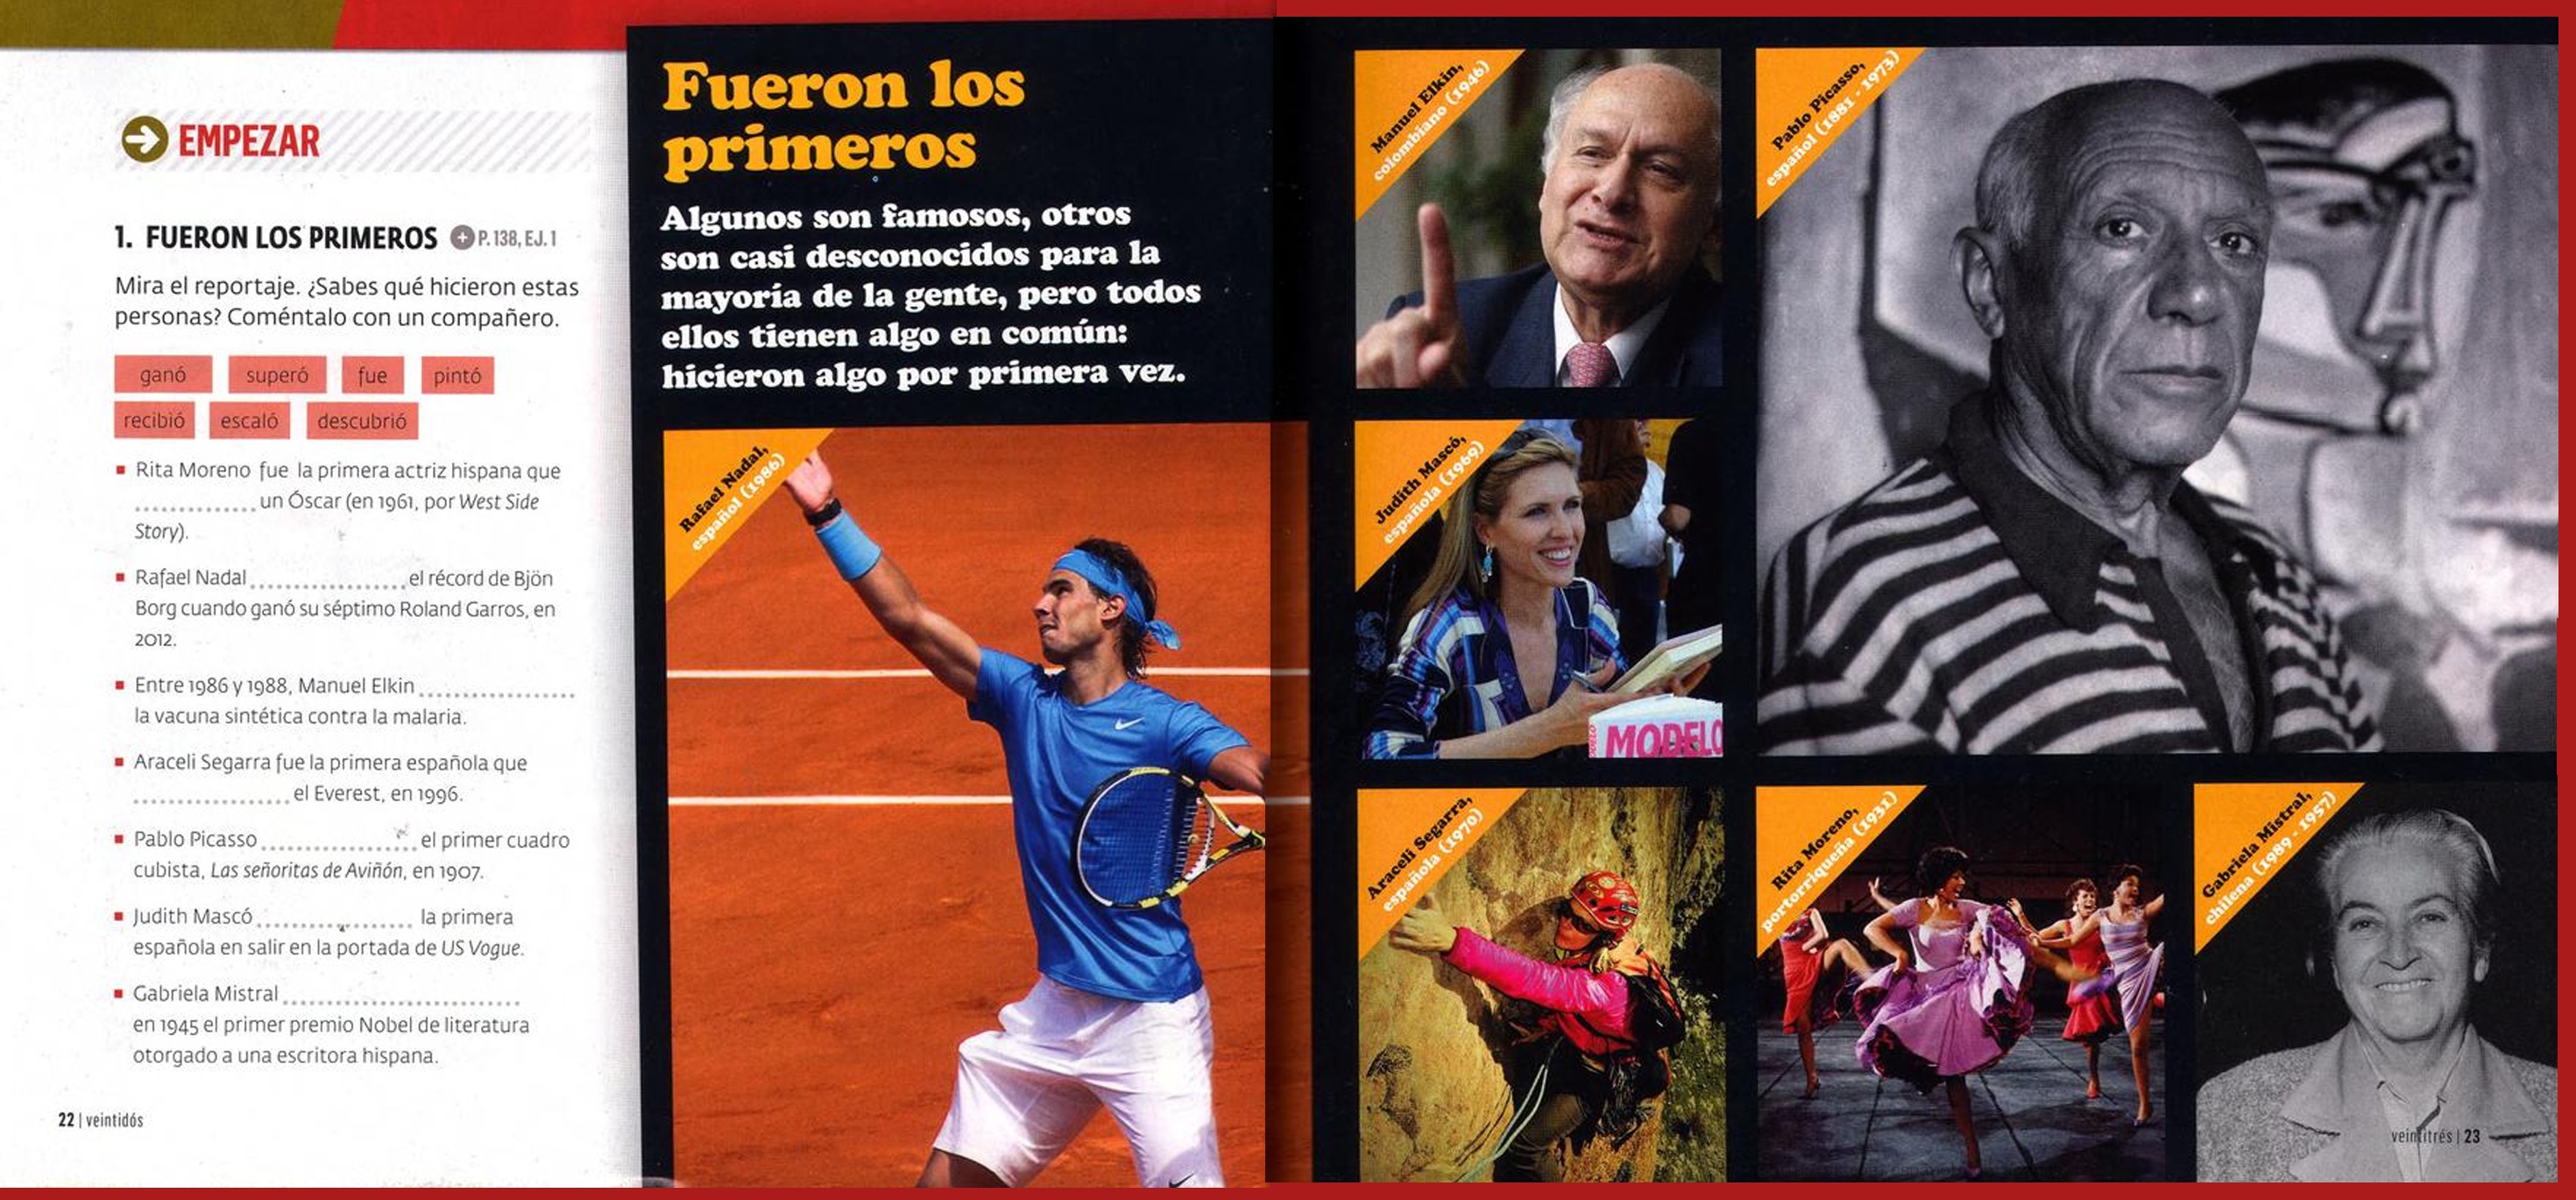 EMPEZAR
1. FUERON LOS PRIMEROS + P. 138, EJ. 1
Mira el reportaje. ¿Sabes qué hicieron estas
personas? Coméntalo con un compañero.
ganó superó fue pintó
recibió escaló descubrió
Rita Moreno fue la primera actriz hispana que
un Óscar (en 1961, por West Side
Story).
Rafael Nadal el récord de Bjön
Borg cuando ganó su séptimo Roland Garros, en
2012.
Entre 1986 y 1988, Manuel Elkin
la vacuna sintética contra la malaria.
Araceli Segarra fue la primera española que
el Everest, en 1996.
Pablo Picasso el primer cuadro
cubista, Las señoritas de Aviñón, en 1907.
Judith Mascó la primera
española en salir en la portada de US Vogue.
Gabriela Mistral
en 1945 el primer premio Nobel de literatura
otorgado a una escritora hispana.
22 | veintidós
Fueron los
primeros
Algunos son famosos, otros
son casi desconocidos para la
mayoría de la gente, pero todos
ellos tienen algo en común:
hicieron algo por primera vez.
Rafael Nadal,
español (1986)
Manuel Elkin,
colombiano (1946)
Pablo Picasso,
español (1881 - 1973)
Judith Mascó,
española (1969)
MODELO
Araceli Segarra,
española (1970)
Rita Moreno,
portorriqueña (1931)
Gabriela Mistral,
chilena (1989 - 1957)
veintitrés | 23